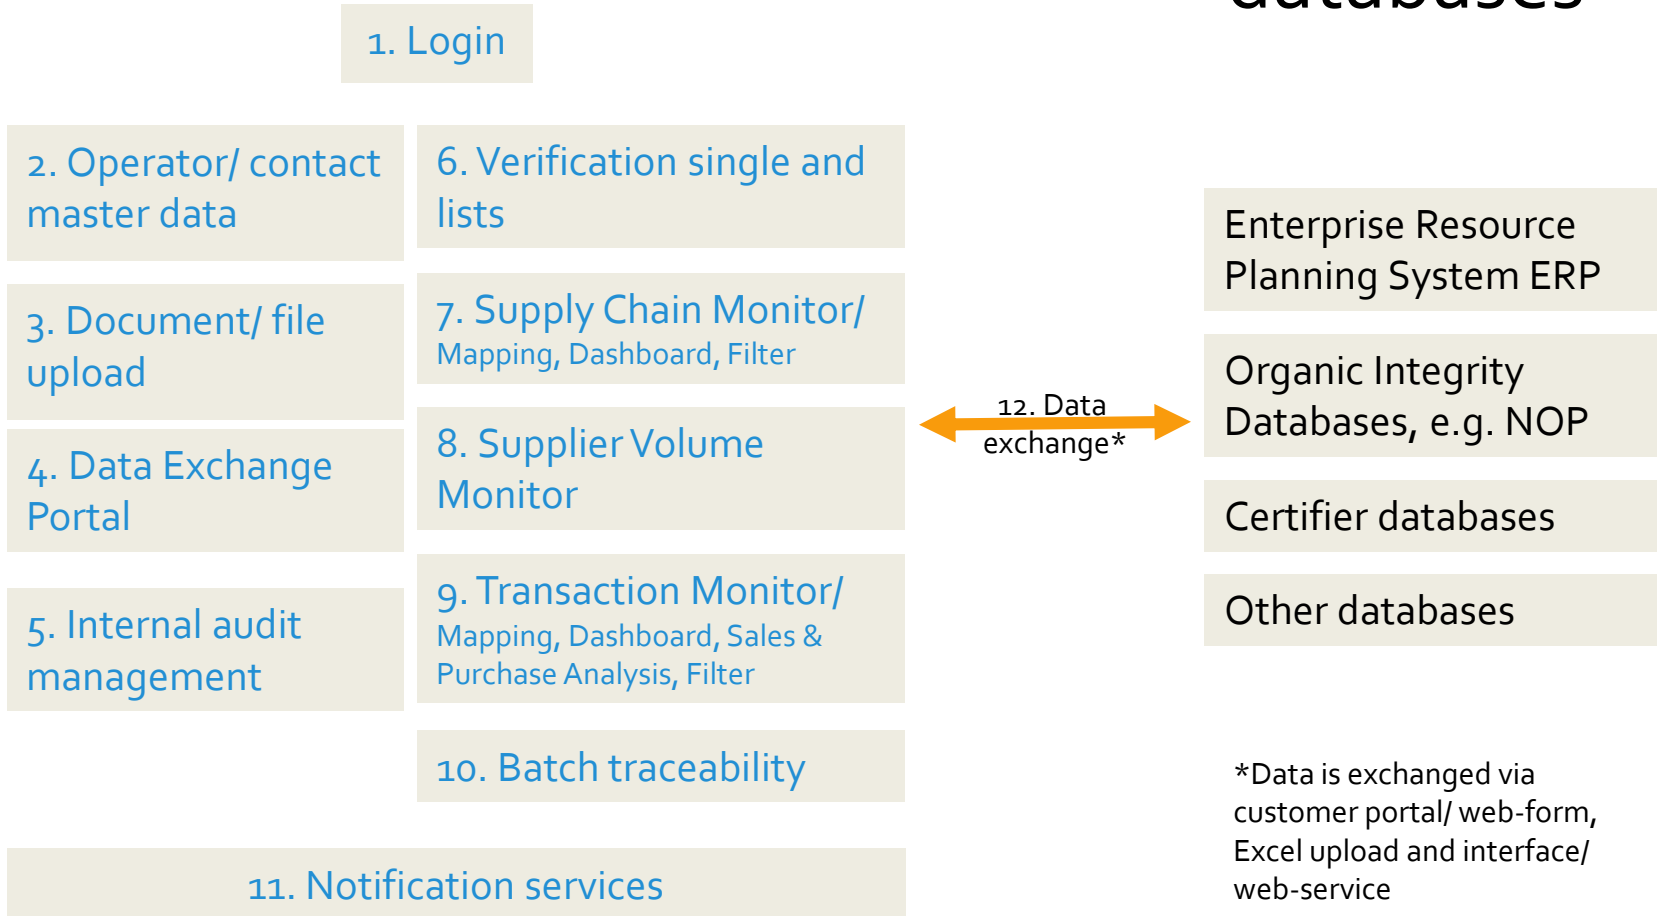 databases
1. Login
2. Operator/ contact
master data
3. Document/ file
upload
4. Data Exchange
Portal
5. Internal audit
management
6. Verification single and
lists
7. Supply Chain Monitor/
Mapping, Dashboard, Filter
8. Supplier Volume
Monitor
9. Transaction Monitor/
Mapping, Dashboard, Sales &
Purchase Analysis, Filter
10. Batch traceability
11. Notification services
12. Data
exchange*
Enterprise Resource
Planning System ERP
Organic Integrity
Databases, e.g. NOP
Certifier databases
Other databases
*Data is exchanged via
customer portal/ web-form,
Excel upload and interface/
web-service